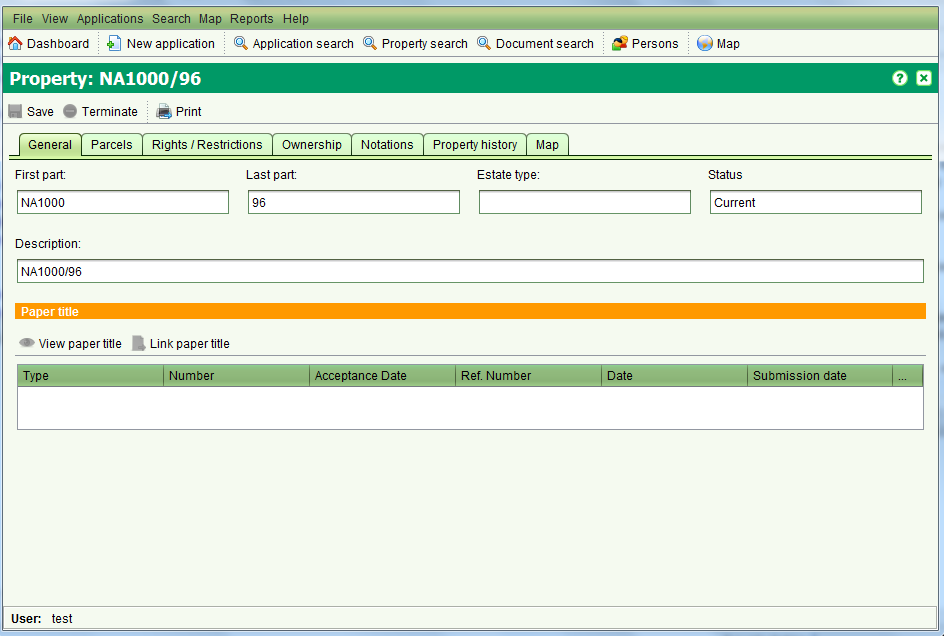 File View Applications Search Map Reports Help
Dashboard New application Application search Property search Document search Persons Map
Property: NA1000/96
Save Terminate Print
General Parcels Rights / Restrictions Ownership Notations Property history Map
First part: Last part: Estate type: Status
NA1000 96 Current
Description:
NA1000/96
Paper title
View paper title Link paper title
Type Number Acceptance Date Ref. Number Date Submission date ...
User: test